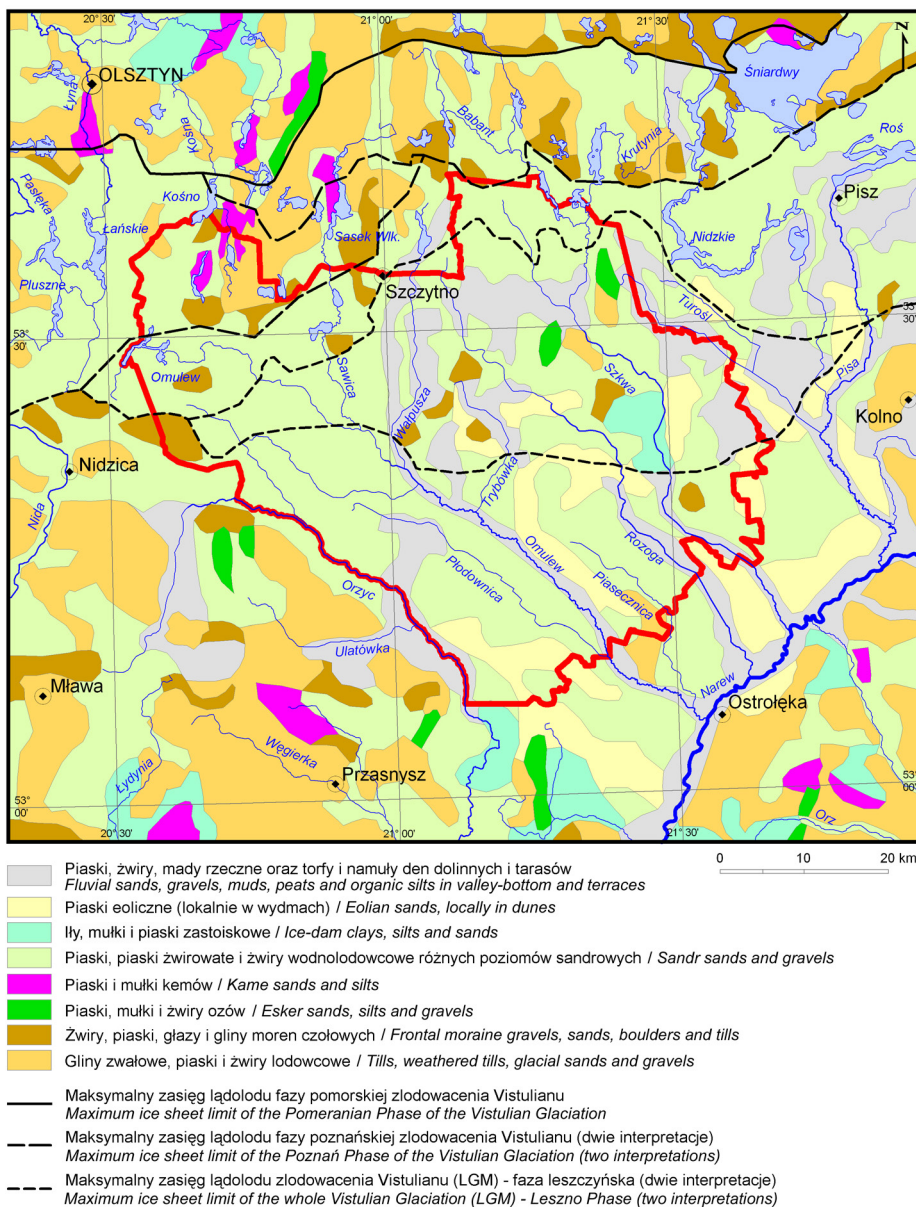 20° 30'
21° 00'
21° 30'
N
OLSZTYN
Łyna
Kośna
Babant
Śniardwy
Krutynia
Roś
Pisz
Pasłęka
Kośno
Łańskie
Sasek Wlk.
Nidzkie
Pluszne
Szczytno
Turośl
53°
30'
53°
30'
Omulew
Sawica
Wałpusza
Szkwa
Pisa
Kolno
Nidzica
Nida
Trybówka
Omulew
Rozoga
Płodownica
Piasecznica
Orzyc
Ulatówka
Narew
Mława
Ostrołęka
Węgierka
Łydynia
Przasnysz
53°
00'
53°
00'
Orz
20° 30'
21° 00'
21° 30'
0 10 20 km
Piaski, żwiry, mady rzeczne oraz torfy i namuły den dolinnych i tarasów
Fluvial sands, gravels, muds, peats and organic silts in valley-bottom and terraces
Piaski eoliczne (lokalnie w wydmach) / Eolian sands, locally in dunes
Iły, mułki i piaski zastoiskowe / Ice-dam clays, silts and sands
Piaski, piaski żwirowate i żwiry wodnolodowcowe różnych poziomów sandrowych / Sandr sands and gravels
Piaski i mułki kemów / Kame sands and silts
Piaski, mułki i żwiry ozów / Esker sands, silts and gravels
Żwiry, piaski, głazy i gliny moren czołowych / Frontal moraine gravels, sands, boulders and tills
Gliny zwałowe, piaski i żwiry lodowcowe / Tills, weathered tills, glacial sands and gravels
Maksymalny zasięg lądolodu fazy pomorskiej zlodowacenia Vistulianu
Maximum ice sheet limit of the Pomeranian Phase of the Vistulian Glaciation
Maksymalny zasięg lądolodu fazy poznańskiej zlodowacenia Vistulianu (dwie interpretacje)
Maximum ice sheet limit of the Poznań Phase of the Vistulian Glaciation (two interpretations)
Maksymalny zasięg lądolodu zlodowacenia Vistulianu (LGM) - faza leszczyńska (dwie interpretacje)
Maximum ice sheet limit of the whole Vistulian Glaciation (LGM) - Leszno Phase (two interpretations)